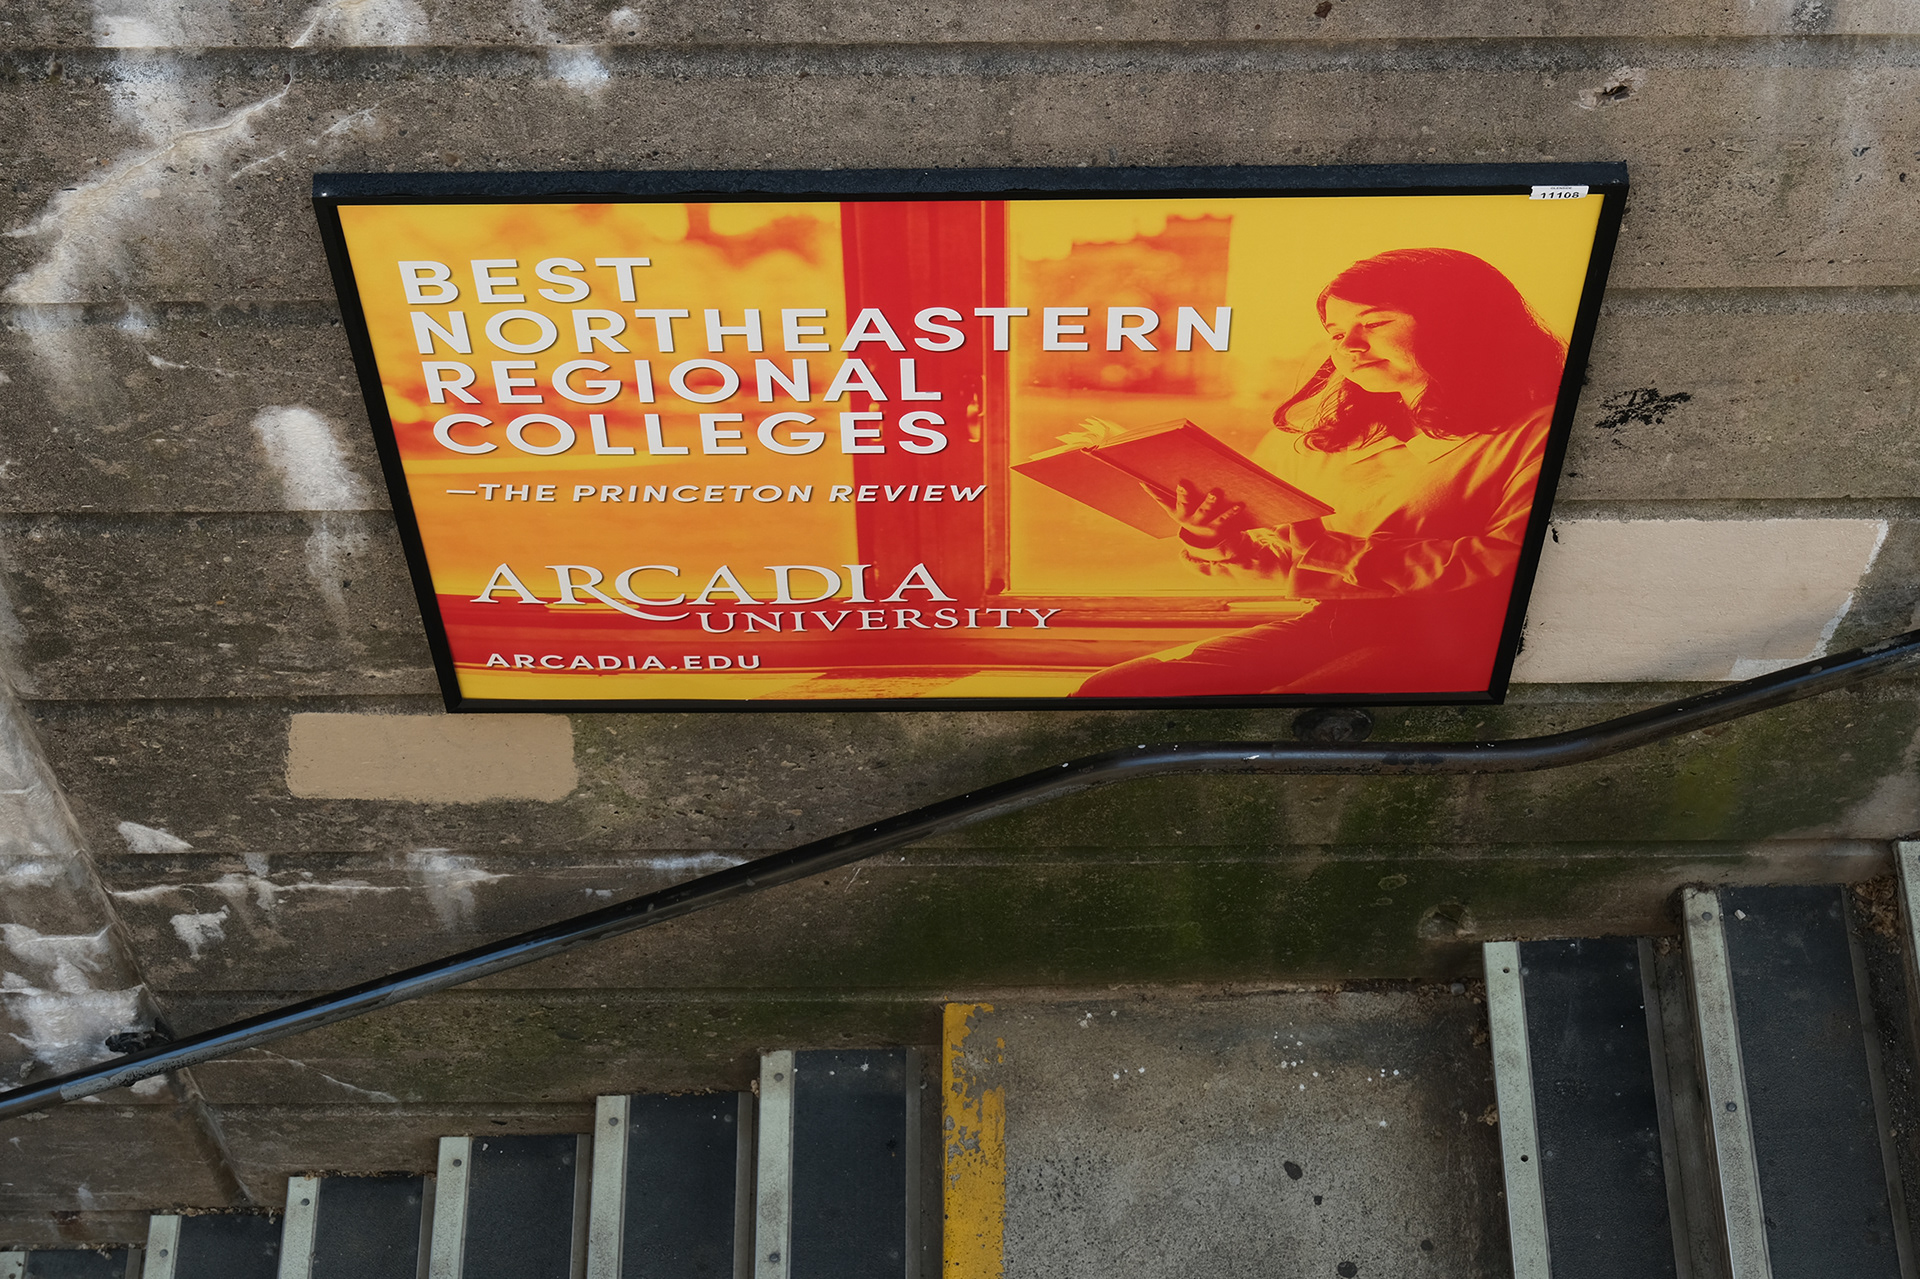 11108
BEST
NORTHEASTERN
REGIONAL
COLLEGES
—THE PRINCETON REVIEW
ARCADIA
UNIVERSITY
ARCADIA.EDU